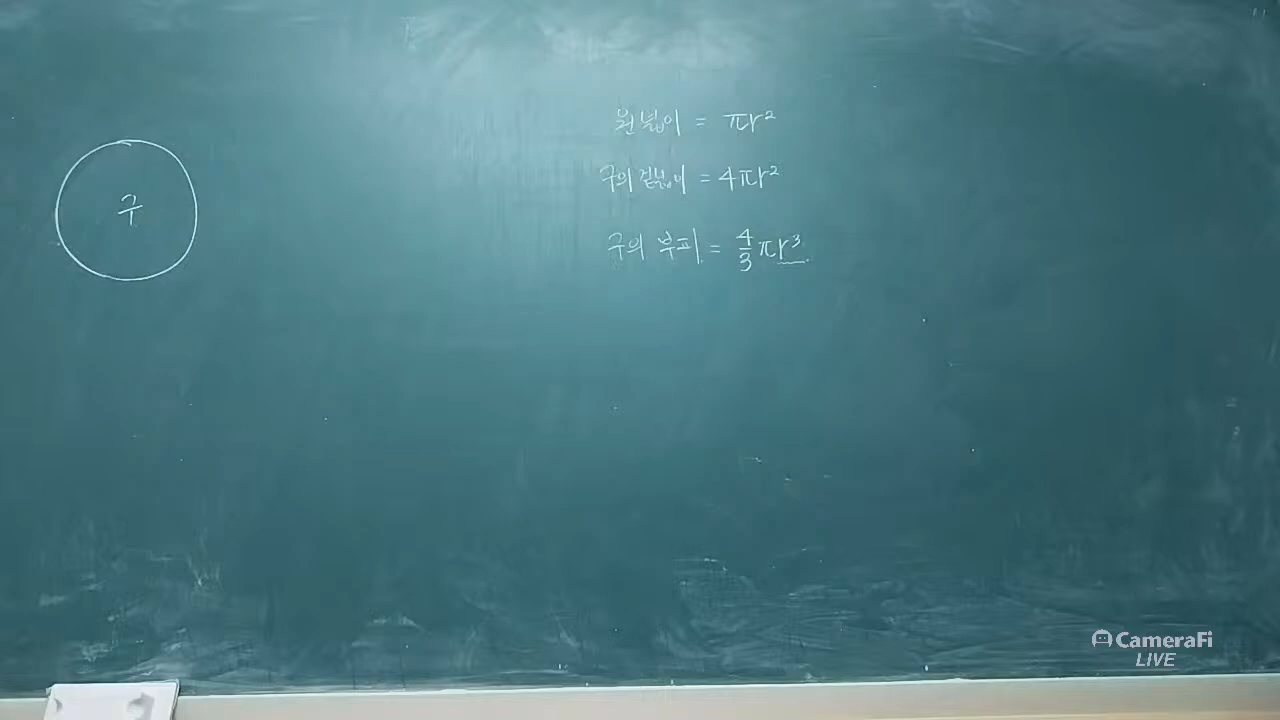 구
원 넓이 = πr²
구의 겉넓이 = 4πr²
구의 부피 = 4/3 πr³
CameraFi
LIVE